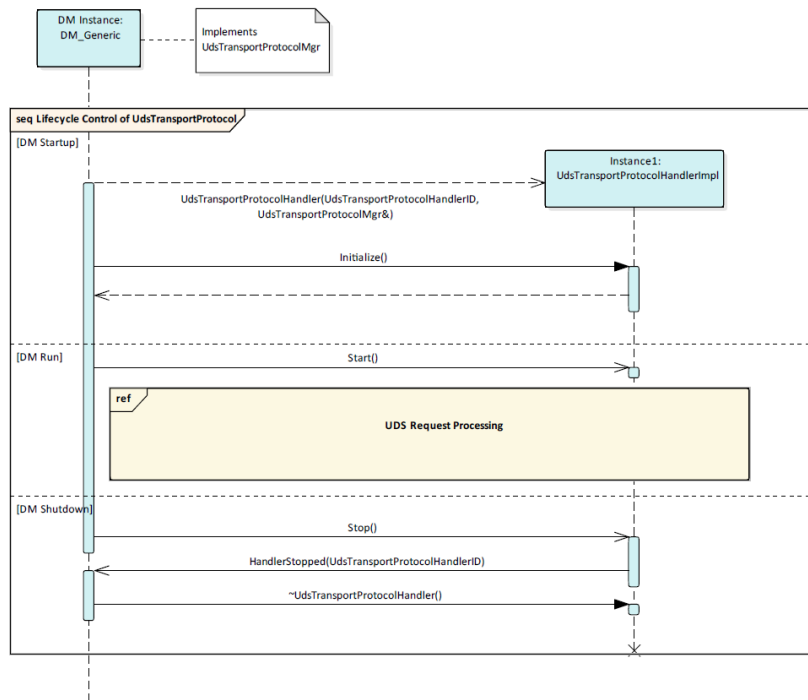 DM Instance:
DM_Generic
Implements
UdsTransportProtocolMgr
seq Lifecycle Control of UdsTransportProtocol
[DM Startup]
Instance1:
UdsTransportProtocolHandlerImpl
UdsTransportProtocolHandler(UdsTransportProtocolHandlerID,
UdsTransportProtocolMgr&)
Initialize()
[DM Run]
Start()
ref
UDS Request Processing
[DM Shutdown]
Stop()
HandlerStopped(UdsTransportProtocolHandlerID)
~UdsTransportProtocolHandler()